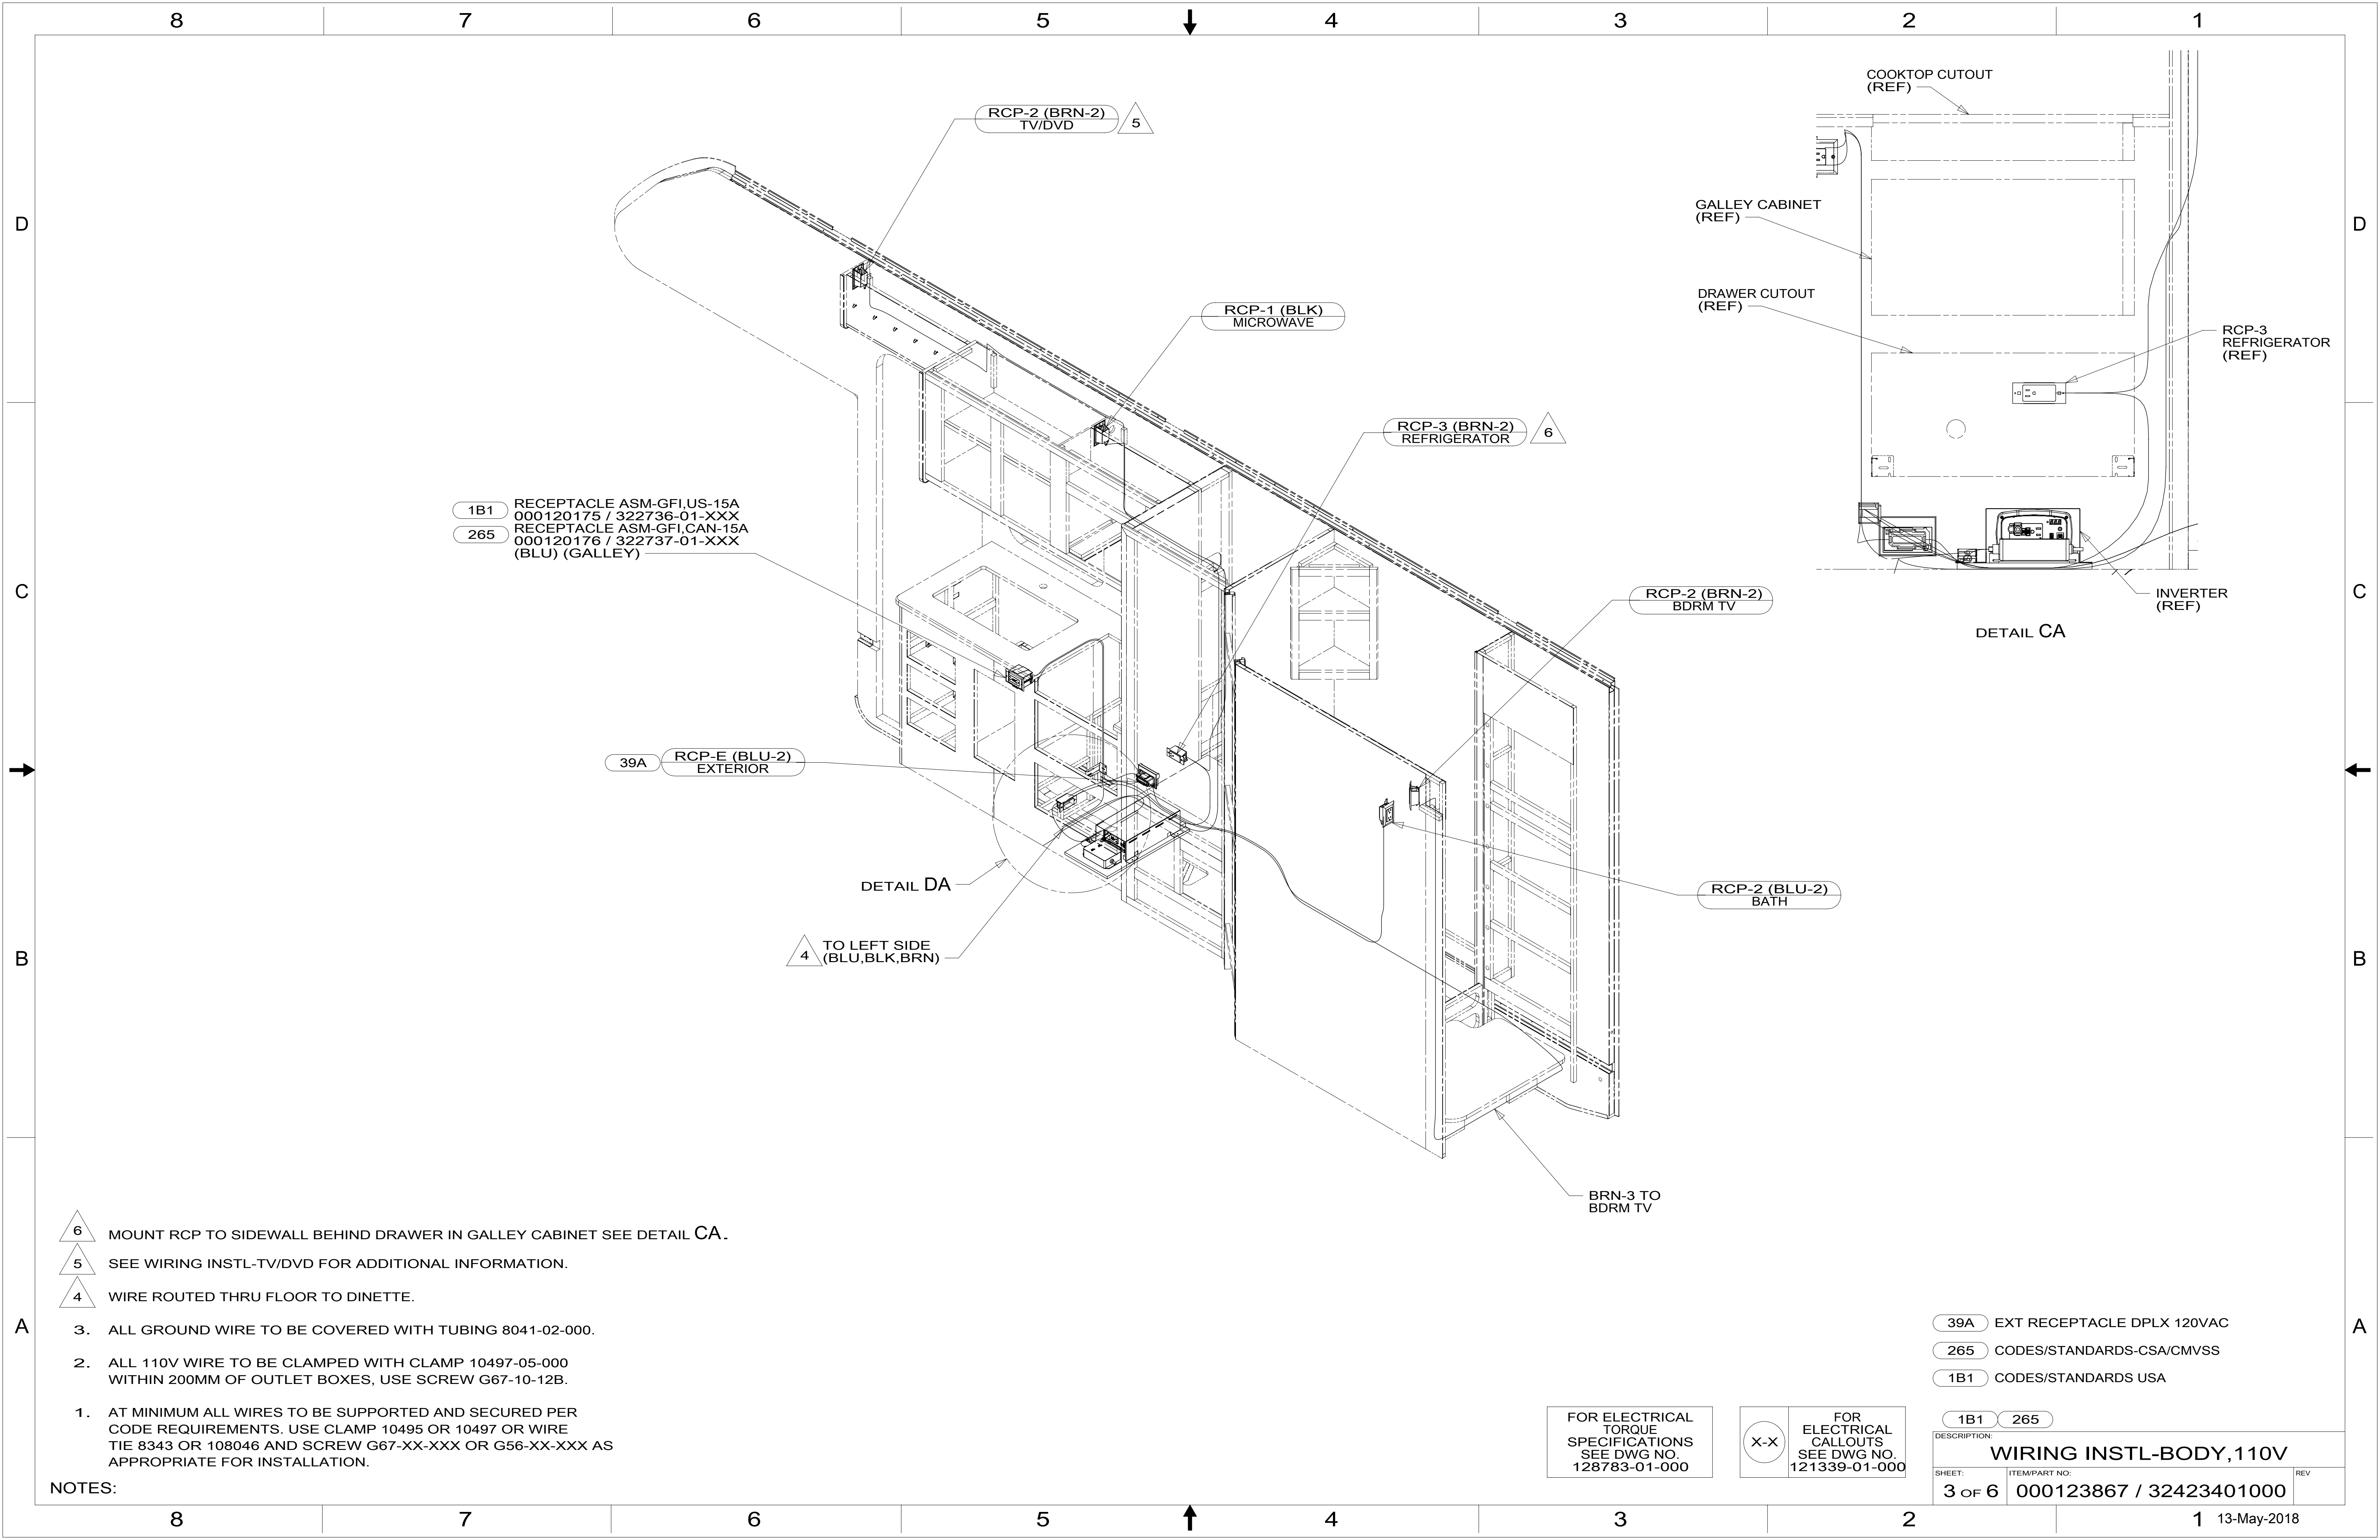 8 7 6 5 4 3 2 1
D
D
C
C
B
B
A
A
RCP-2 (BRN-2)
TV/DVD
5
RCP-1 (BLK)
MICROWAVE
RCP-3 (BRN-2)
REFRIGERATOR
6
1B1 RECEPTACLE ASM-GFI,US-15A
000120175 / 322736-01-XXX
265 RECEPTACLE ASM-GFI,CAN-15A
000120176 / 322737-01-XXX
(BLU) (GALLEY)
RCP-2 (BRN-2)
BDRM TV
39A RCP-E (BLU-2)
EXTERIOR
DETAIL DA
RCP-2 (BLU-2)
BATH
4 TO LEFT SIDE
(BLU,BLK,BRN)
BRN-3 TO
BDRM TV
COOKTOP CUTOUT
(REF)
GALLEY CABINET
(REF)
DRAWER CUTOUT
(REF)
RCP-3
REFRIGERATOR
(REF)
INVERTER
(REF)
DETAIL CA
6 MOUNT RCP TO SIDEWALL BEHIND DRAWER IN GALLEY CABINET SEE DETAIL CA.
5 SEE WIRING INSTL-TV/DVD FOR ADDITIONAL INFORMATION.
4 WIRE ROUTED THRU FLOOR TO DINETTE.
3. ALL GROUND WIRE TO BE COVERED WITH TUBING 8041-02-000.
2. ALL 110V WIRE TO BE CLAMPED WITH CLAMP 10497-05-000
WITHIN 200MM OF OUTLET BOXES, USE SCREW G67-10-12B.
1. AT MINIMUM ALL WIRES TO BE SUPPORTED AND SECURED PER
CODE REQUIREMENTS. USE CLAMP 10495 OR 10497 OR WIRE
TIE 8343 OR 108046 AND SCREW G67-XX-XXX OR G56-XX-XXX AS
APPROPRIATE FOR INSTALLATION.
NOTES:
FOR ELECTRICAL
TORQUE
SPECIFICATIONS
SEE DWG NO.
128783-01-000
X-X
FOR
ELECTRICAL
CALLOUTS
SEE DWG NO.
121339-01-000
39A EXT RECEPTACLE DPLX 120VAC
265 CODES/STANDARDS-CSA/CMVSS
1B1 CODES/STANDARDS USA
1B1 265
DESCRIPTION:
WIRING INSTL-BODY,110V
SHEET: ITEM/PART NO: REV
3 OF 6 000123867 / 32423401000
8 7 6 5 4 3 2 1
13-May-2018